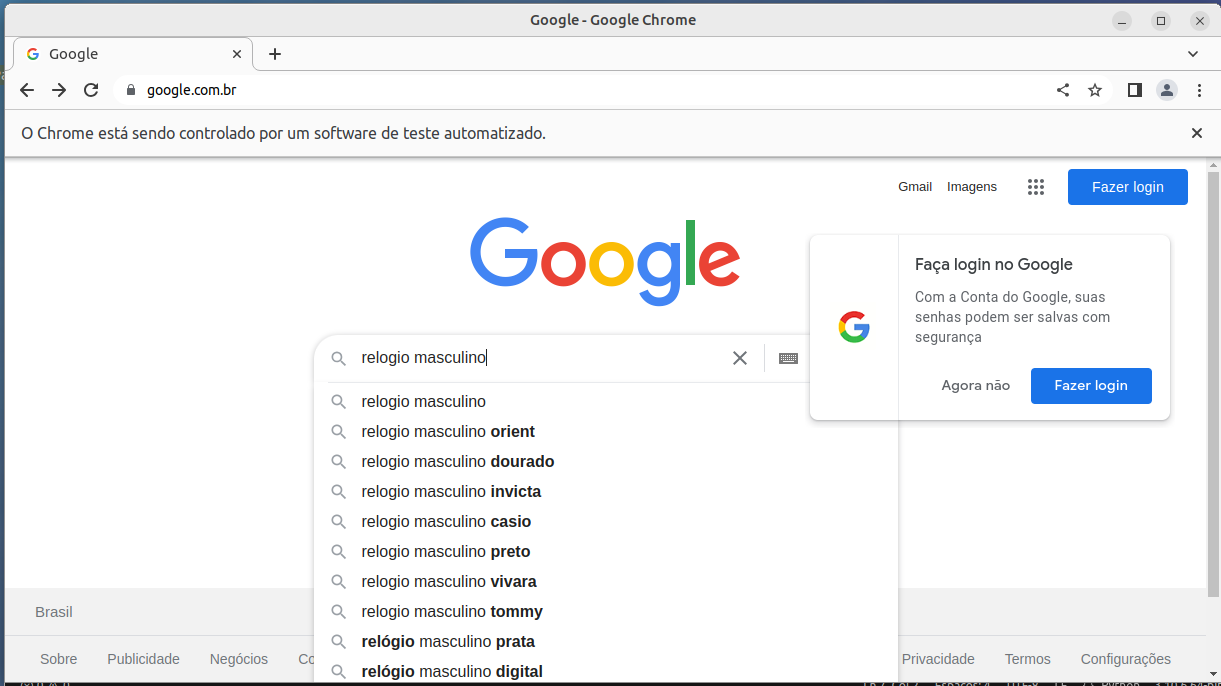 Google - Google Chrome
Google
google.com.br
O Chrome está sendo controlado por um software de teste automatizado.
Gmail Imagens Fazer login
Google
Faça login no Google
Com a Conta do Google, suas
senhas podem ser salvas com
segurança
Agora não Fazer login
relogio masculino
relogio masculino
relogio masculino orient
relogio masculino dourado
relogio masculino invicta
relogio masculino casio
relogio masculino preto
relogio masculino vivara
relogio masculino tommy
relógio masculino prata
relógio masculino digital
Brasil
Sobre Publicidade Negócios Co Privacidade Termos Configurações